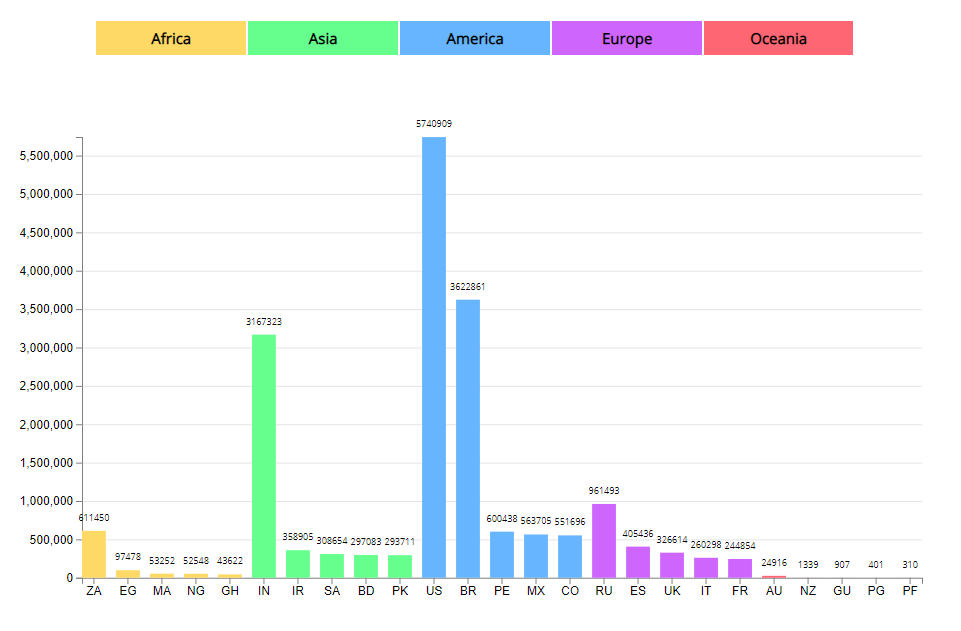 Africa Asia America Europe Oceania
5740909
5,500,000
5,000,000
4,500,000
4,000,000
3622861
3,500,000
3167323
3,000,000
2,500,000
2,000,000
1,500,000
1,000,000
961493
611450
600438 563705 551696
500,000
358905 308654 297083 293711
405436 326614 260298 244854
97478 53252 52548 43622
24916 1339 907 401 310
0
ZA EG MA NG GH IN IR SA BD PK US BR PE MX CO RU ES UK IT FR AU NZ GU PG PF